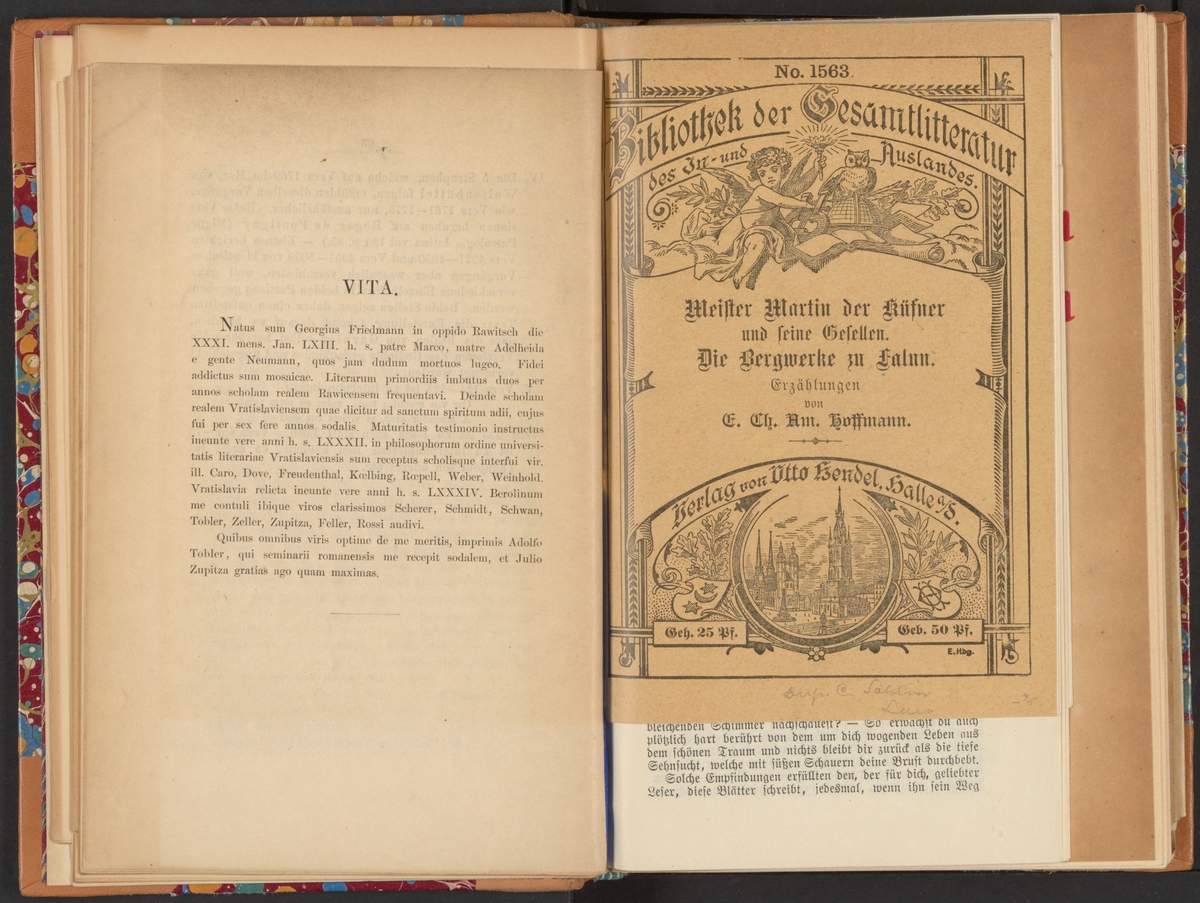 VITA.
Natus sum Georgius Friedmann in oppido Rawitsch die
XXXI. mens. Jan. LXIII. h. s. patre Marco, matre Adelheida
e gente Neumann, quos jam dudum mortuos lugeo. Fidei
addictus sum mosaicae. Literarum primordiis imbutus duos per
annos scholam realem Rawicensem frequentavi. Deinde scholam
realem Vratislaviensem quae dicitur ad sanctum spiritum adii, cujus
fui per sex fere annos sodalis. Maturitatis testimonio instructus
ineunte vere anni h. s. LXXXII. in philosophorum ordine universi-
tatis literariae Vratislaviensis sum receptus scholisque interfui vir.
ill. Caro, Dove, Freudenthal, Kœlbing, Rœpell, Weber, Weinhold.
Vratislavia relicta ineunte vere anni h. s. LXXXIV. Berolinum
me contuli ibique viros clarissimos Scherer, Schmidt, Schwan,
Tobler, Zeller, Zupitza, Feller, Rossi audivi.
Quibus omnibus viris optime de me meritis, imprimis Adolfo
Tobler, qui seminarii romanensis me recepit sodalem, et Julio
Zupitza gratias ago quam maximas.
No. 1563.
Bibliothek der Gesamtlitteratur
des In- und Auslandes.
Meister Martin der Küfner
und seine Gesellen.
Die Bergwerke zu Falun.
Erzählungen
von
E. Ch. Am. Hoffmann.
Verlag von Otto Hendel, Halle a/S.
Geh. 25 Pf.
Geb. 50 Pf.
E. Hbg.
bleichenden Schimmer nachschauest? — So erwachst du auch
plötzlich hart berührt von dem um dich wogenden Leben aus
dem schönen Traum und nichts bleibt dir zurück als die tiefe
Sehnsucht, welche mit süßen Schauern deine Brust durchbebt.
Solche Empfindungen erfüllten den, der für dich, geliebter
Leser, diese Blätter schreibt, jedesmal, wenn ihn sein Weg